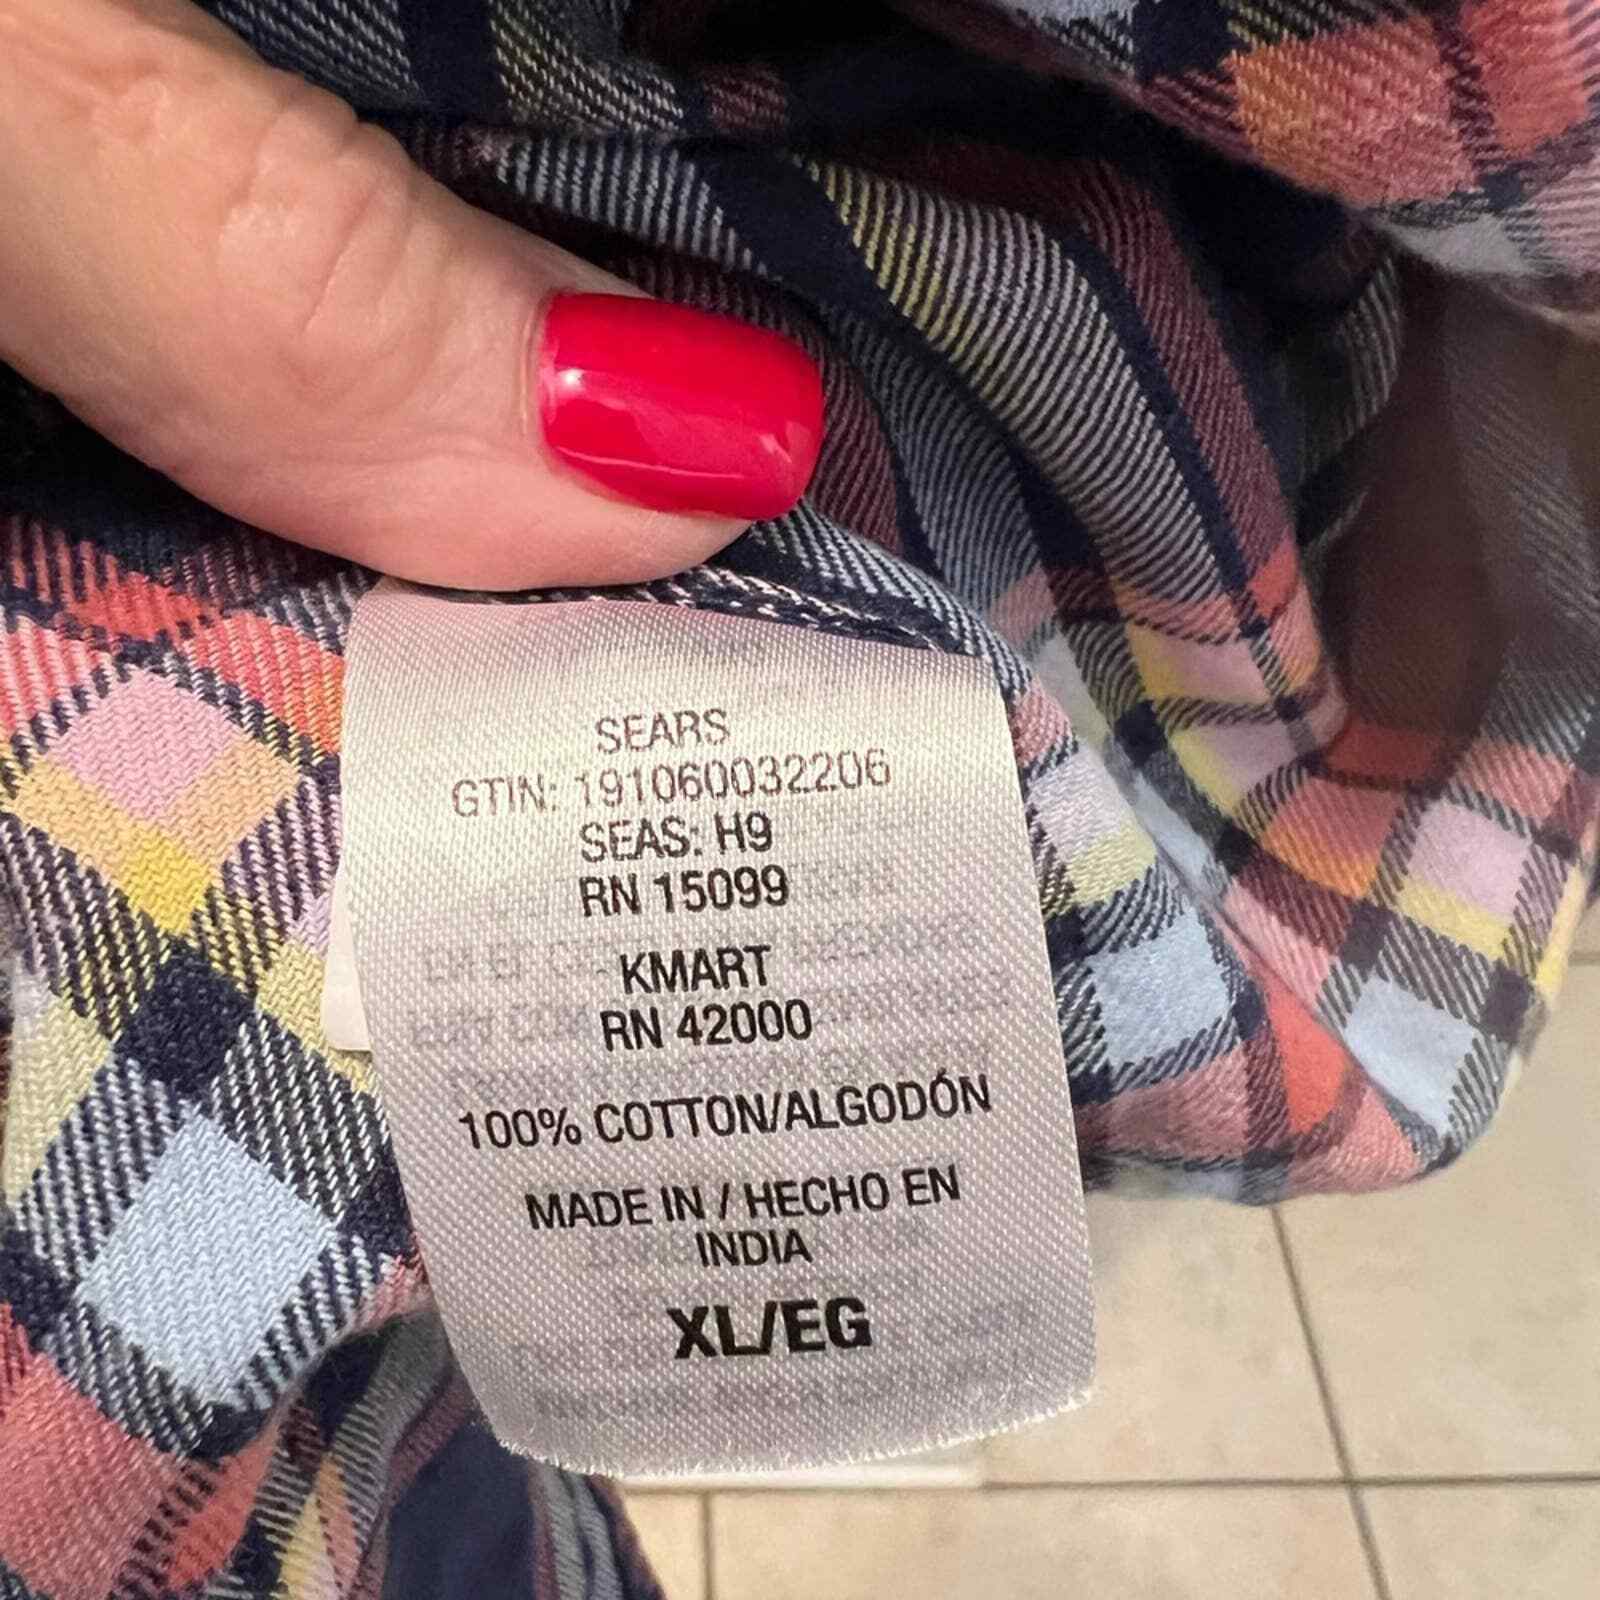 SEARS
GTIN: 191060032206
SEAS: H9
RN 15099
KMART
RN 42000
100% COTTON/ALGODÓN
MADE IN / HECHO EN
INDIA
XL/EG